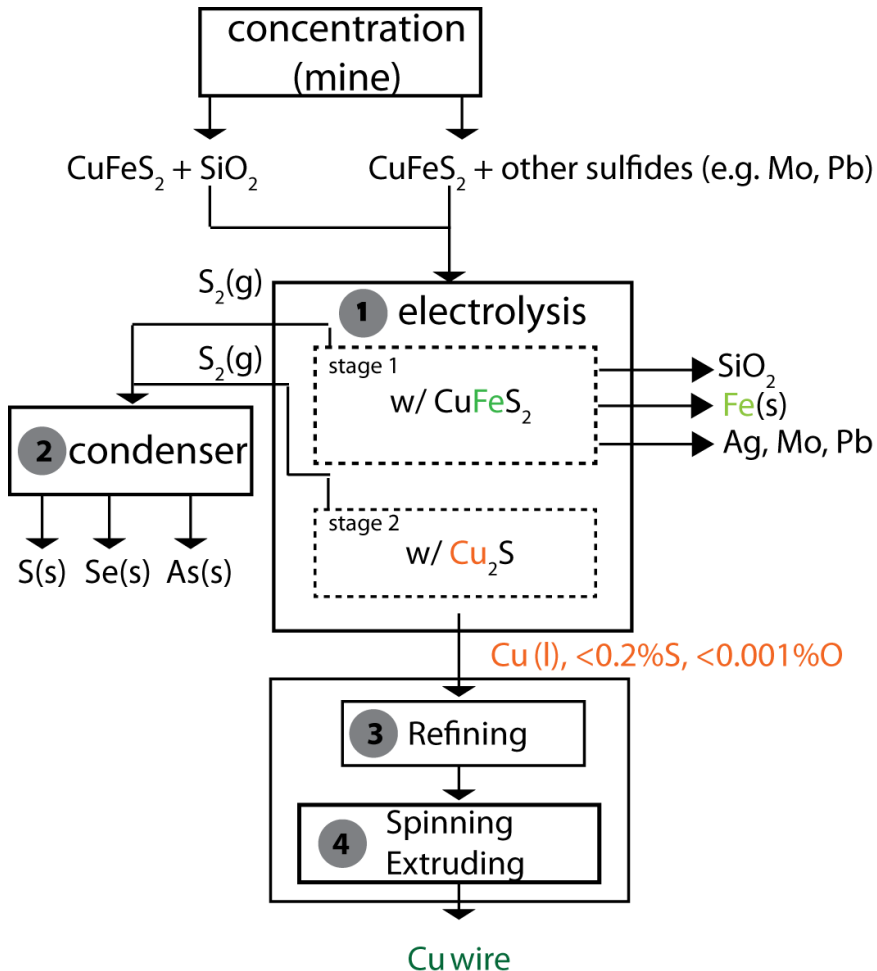 concentration
(mine)
CuFeS₂ + SiO₂
CuFeS₂ + other sulfides (e.g. Mo, Pb)
S₂(g)
1 electrolysis
S₂(g)
stage 1
w/ CuFeS₂
SiO₂
Fe(s)
Ag, Mo, Pb
2 condenser
stage 2
w/ Cu₂S
S(s) Se(s) As(s)
Cu (l), <0.2%S, <0.001%O
3 Refining
4 Spinning
Extruding
Cu wire